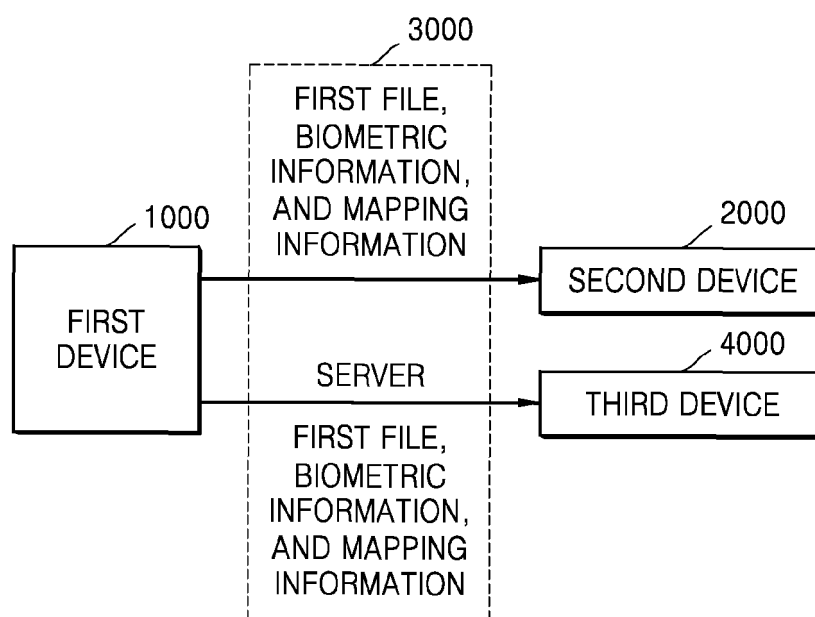 3000
FIRST FILE,
BIOMETRIC
INFORMATION,
AND MAPPING
INFORMATION
1000
FIRST
DEVICE
2000
SECOND DEVICE
SERVER
4000
THIRD DEVICE
FIRST FILE,
BIOMETRIC
INFORMATION,
AND MAPPING
INFORMATION